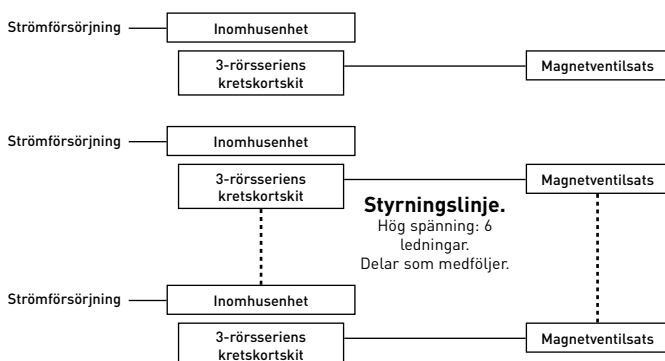 Strömförsörjning
Inomhusenhet
3-rörsseriens
kretskortskit
Magnetventilsats
Strömförsörjning
Inomhusenhet
3-rörsseriens
kretskortskit
Magnetventilsats
Styrningslinje.
Hög spänning: 6
ledningar.
Delar som medföljer.
Strömförsörjning
Inomhusenhet
3-rörsseriens
kretskortskit
Magnetventilsats